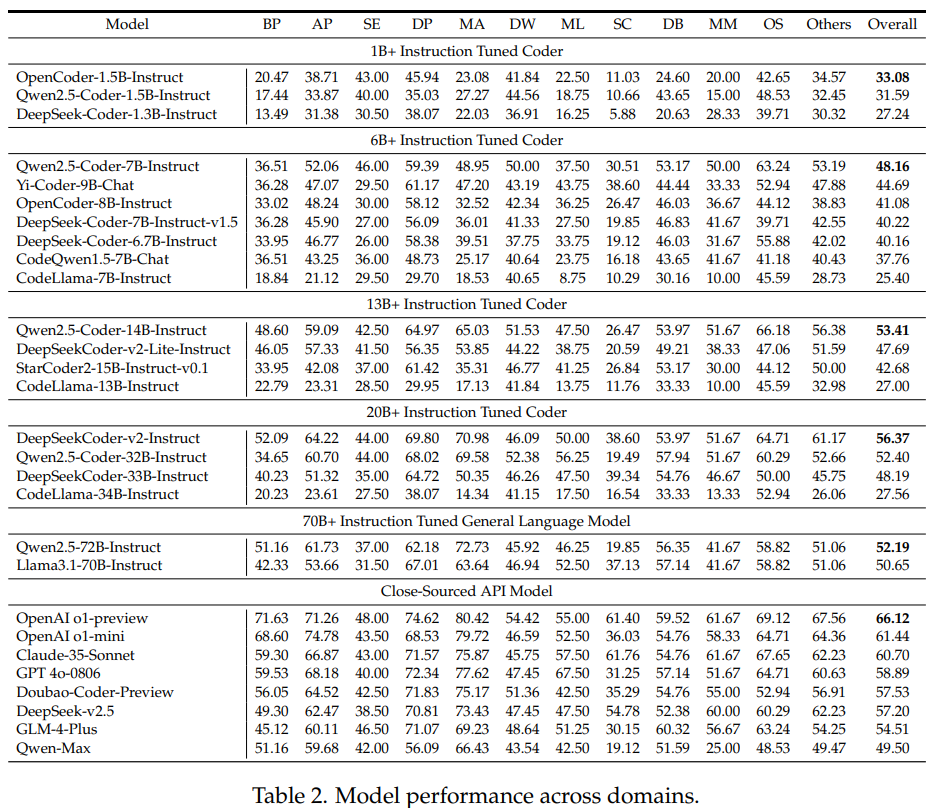 Model BP AP SE DP MA DW ML SC DB MM OS Others Overall
1B+ Instruction Tuned Coder
OpenCoder-1.5B-Instruct 20.47 38.71 43.00 45.94 23.08 41.84 22.50 11.03 24.60 20.00 42.65 34.57 33.08
Qwen2.5-Coder-1.5B-Instruct 17.44 33.87 40.00 35.03 27.27 44.56 18.75 10.66 43.65 15.00 48.53 32.45 31.59
DeepSeek-Coder-1.3B-Instruct 13.49 31.38 30.50 38.07 22.03 36.91 16.25 5.88 20.63 28.33 39.71 30.32 27.24
6B+ Instruction Tuned Coder
Qwen2.5-Coder-7B-Instruct 36.51 52.06 46.00 59.39 48.95 50.00 37.50 30.51 53.17 50.00 63.24 53.19 48.16
Yi-Coder-9B-Chat 36.28 47.07 29.50 61.17 47.20 43.19 43.75 38.60 44.44 33.33 52.94 47.88 44.69
OpenCoder-8B-Instruct 33.02 48.24 30.00 58.12 32.52 42.34 36.25 26.47 46.03 36.67 44.12 38.83 41.08
DeepSeek-Coder-7B-Instruct-v1.5 36.28 45.90 27.00 56.09 36.01 41.33 27.50 19.85 46.83 41.67 39.71 42.55 40.22
DeepSeek-Coder-6.7B-Instruct 33.95 46.77 26.00 58.38 39.51 37.75 33.75 19.12 46.03 31.67 55.88 42.02 40.16
CodeQwen1.5-7B-Chat 36.51 43.25 36.00 48.73 25.17 40.64 23.75 16.18 43.65 41.67 41.18 40.43 37.76
CodeLlama-7B-Instruct 18.84 21.12 29.50 29.70 18.53 40.65 8.75 10.29 30.16 10.00 45.59 28.73 25.40
13B+ Instruction Tuned Coder
Qwen2.5-Coder-14B-Instruct 48.60 59.09 42.50 64.97 65.03 51.53 47.50 26.47 53.97 51.67 66.18 56.38 53.41
DeepSeekCoder-v2-Lite-Instruct 46.05 57.33 41.50 56.35 53.85 44.22 38.75 20.59 49.21 38.33 47.06 51.59 47.69
StarCoder2-15B-Instruct-v0.1 33.95 42.08 37.00 61.42 35.31 46.77 41.25 26.84 53.17 30.00 44.12 50.00 42.68
CodeLlama-13B-Instruct 22.79 23.31 28.50 29.95 17.13 41.84 13.75 11.76 33.33 10.00 45.59 32.98 27.00
20B+ Instruction Tuned Coder
DeepSeekCoder-v2-Instruct 52.09 64.22 44.00 69.80 70.98 46.09 50.00 38.60 53.97 51.67 64.71 61.17 56.37
Qwen2.5-Coder-32B-Instruct 34.65 60.70 44.00 68.02 69.58 52.38 56.25 19.49 57.94 51.67 60.29 52.66 52.40
DeepSeekCoder-33B-Instruct 40.23 51.32 35.00 64.72 50.35 46.26 47.50 39.34 54.76 46.67 50.00 45.75 48.19
CodeLlama-34B-Instruct 20.23 23.61 27.50 38.07 14.34 41.15 17.50 16.54 33.33 13.33 52.94 26.06 27.56
70B+ Instruction Tuned General Language Model
Qwen2.5-72B-Instruct 51.16 61.73 37.00 62.18 72.73 45.92 46.25 19.85 56.35 41.67 58.82 51.06 52.19
Llama3.1-70B-Instruct 42.33 53.66 31.50 67.01 63.64 46.94 52.50 37.13 57.14 41.67 58.82 51.06 50.65
Close-Sourced API Model
OpenAI o1-preview 71.63 71.26 48.00 74.62 80.42 54.42 55.00 61.40 59.52 61.67 69.12 67.56 66.12
OpenAI o1-mini 68.60 74.78 43.50 68.53 79.72 46.59 52.50 36.03 54.76 58.33 64.71 64.36 61.44
Claude-35-Sonnet 59.30 66.87 43.00 71.57 75.87 45.75 57.50 61.76 54.76 61.67 67.65 62.23 60.70
GPT 4o-0806 59.53 68.18 40.00 72.34 77.62 47.45 67.50 31.25 57.14 51.67 64.71 60.63 58.89
Doubao-Coder-Preview 56.05 64.52 42.50 71.83 75.17 51.36 42.50 35.29 54.76 55.00 52.94 56.91 57.53
DeepSeek-v2.5 49.30 62.47 38.50 70.81 73.43 47.45 47.50 54.78 52.38 60.00 60.29 62.23 57.20
GLM-4-Plus 45.12 60.11 46.50 71.07 69.23 48.64 51.25 30.15 60.32 56.67 63.24 54.25 54.51
Qwen-Max 51.16 59.68 42.00 56.09 66.43 43.54 42.50 19.12 51.59 25.00 48.53 49.47 49.50
Table 2. Model performance across domains.